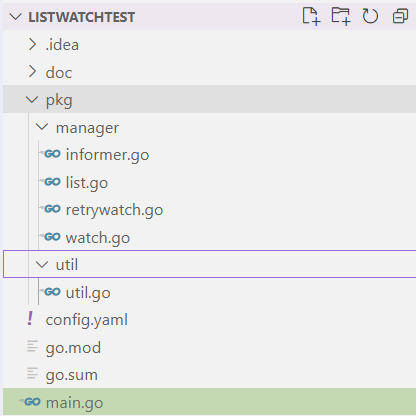 LISTWATCHTEST
.idea
doc
pkg
manager
GO informer.go
GO list.go
GO retrywatch.go
GO watch.go
util
GO util.go
! config.yaml
go.mod
go.sum
GO main.go